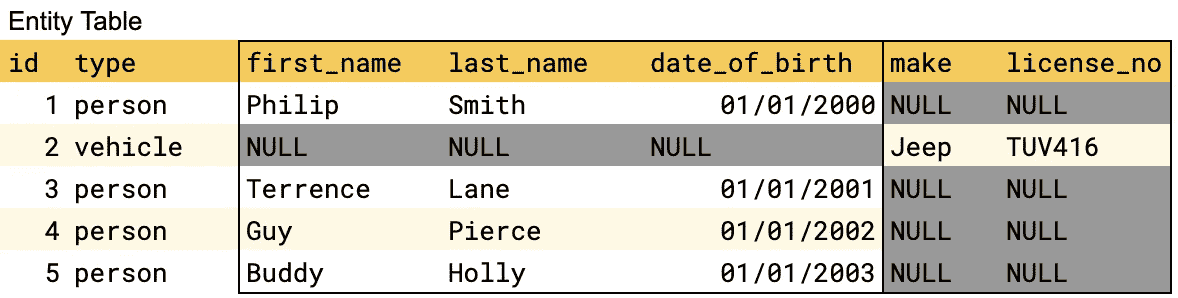 Entity Table
id type first_name last_name date_of_birth make license_no
1 person Philip Smith 01/01/2000 NULL NULL
2 vehicle NULL NULL NULL Jeep TUV416
3 person Terrence Lane 01/01/2001 NULL NULL
4 person Guy Pierce 01/01/2002 NULL NULL
5 person Buddy Holly 01/01/2003 NULL NULL